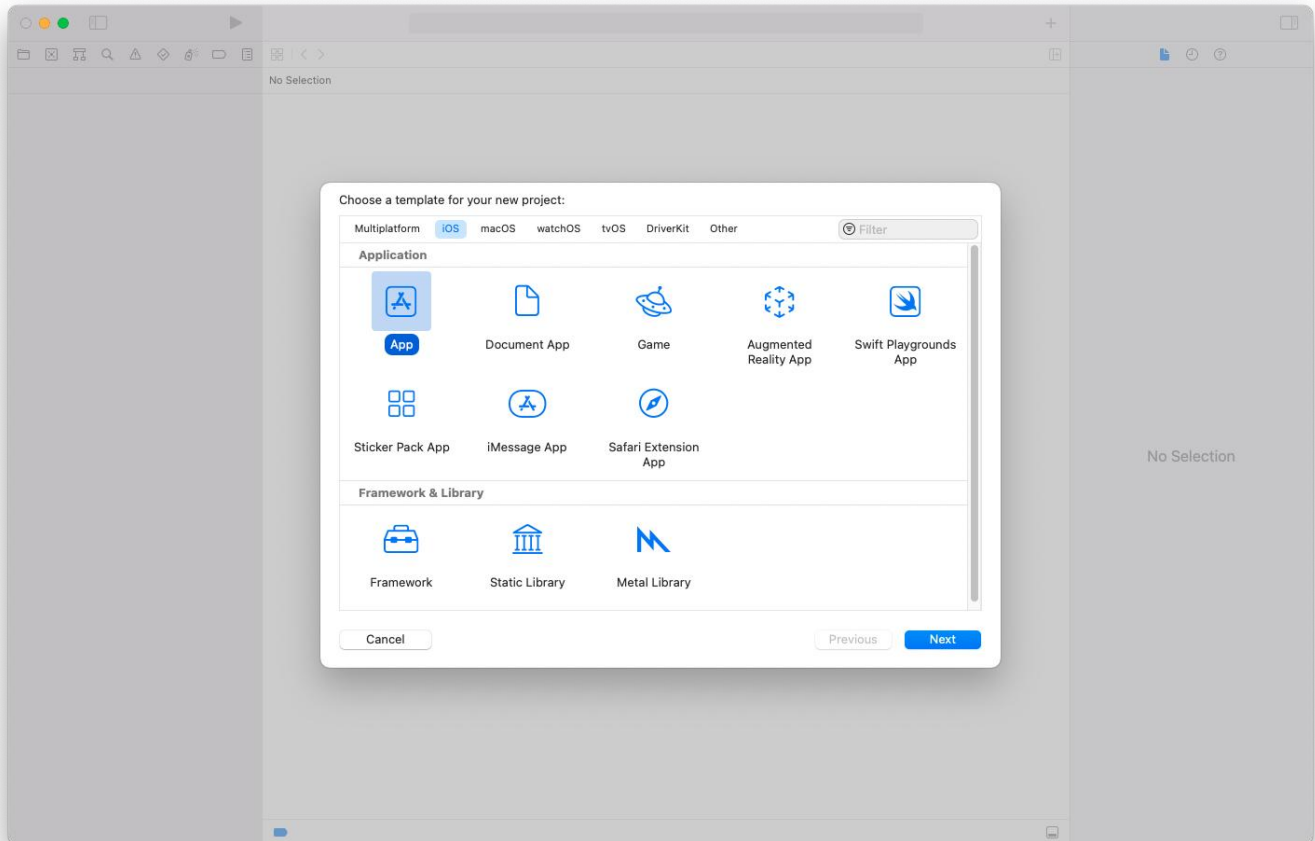 No Selection
Choose a template for your new project:
Multiplatform iOS macOS watchOS tvOS DriverKit Other Filter
Application
App Document App Game Augmented Reality App Swift Playgrounds App
Sticker Pack App iMessage App Safari Extension App
No Selection
Framework & Library
Framework Static Library Metal Library
Cancel Previous Next